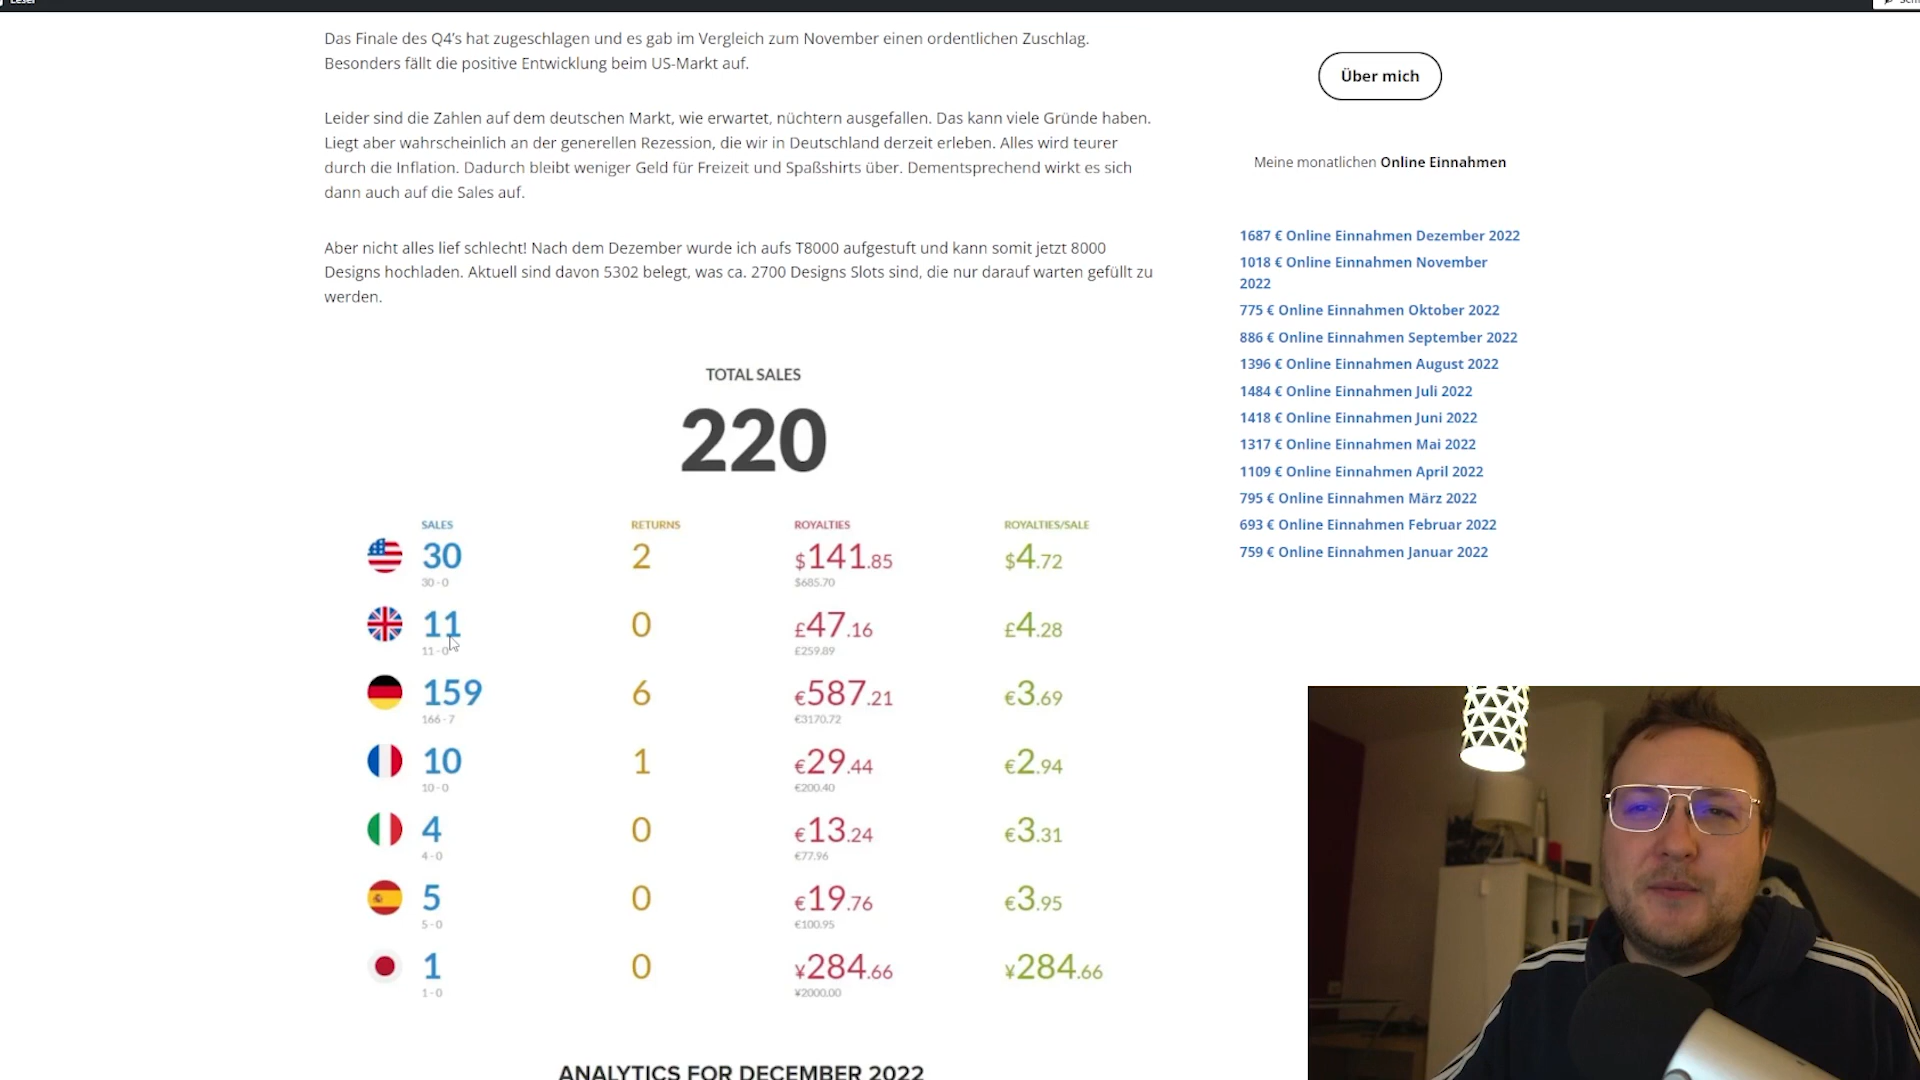 Leser
Das Finale des Q4's hat zugeschlagen und es gab im Vergleich zum November einen ordentlichen Zuschlag.
Besonders fällt die positive Entwicklung beim US-Markt auf.
Leider sind die Zahlen auf dem deutschen Markt, wie erwartet, nüchtern ausgefallen. Das kann viele Gründe haben.
Liegt aber wahrscheinlich an der generellen Rezession, die wir in Deutschland derzeit erleben. Alles wird teurer
durch die Inflation. Dadurch bleibt weniger Geld für Freizeit und Spaßshirts über. Dementsprechend wirkt es sich
dann auch auf die Sales auf.
Aber nicht alles lief schlecht! Nach dem Dezember wurde ich aufs T8000 aufgestuft und kann somit jetzt 8000
Designs hochladen. Aktuell sind davon 5302 belegt, was ca. 2700 Designs Slots sind, die nur darauf warten gefüllt zu
werden.
TOTAL SALES
220
SALES RETURNS ROYALTIES ROYALTIES/SALE
30 2 $141.85 $4.72
30 - 0 $685.70
11 0 £47.16 £4.28
11 - 0 £259.89
159 6 €587.21 €3.69
166 - 7 €3170.72
10 1 €29.44 €2.94
10 - 0 €200.40
4 0 €13.24 €3.31
4 - 0 €77.96
5 0 €19.76 €3.95
5 - 0 €100.95
1 0 ¥284.66 ¥284.66
1 - 0 ¥2000.00
ANALYTICS FOR DECEMBER 2022
Über mich
Meine monatlichen Online Einnahmen
1687 € Online Einnahmen Dezember 2022
1018 € Online Einnahmen November
2022
775 € Online Einnahmen Oktober 2022
886 € Online Einnahmen September 2022
1396 € Online Einnahmen August 2022
1484 € Online Einnahmen Juli 2022
1418 € Online Einnahmen Juni 2022
1317 € Online Einnahmen Mai 2022
1109 € Online Einnahmen April 2022
795 € Online Einnahmen März 2022
693 € Online Einnahmen Februar 2022
759 € Online Einnahmen Januar 2022